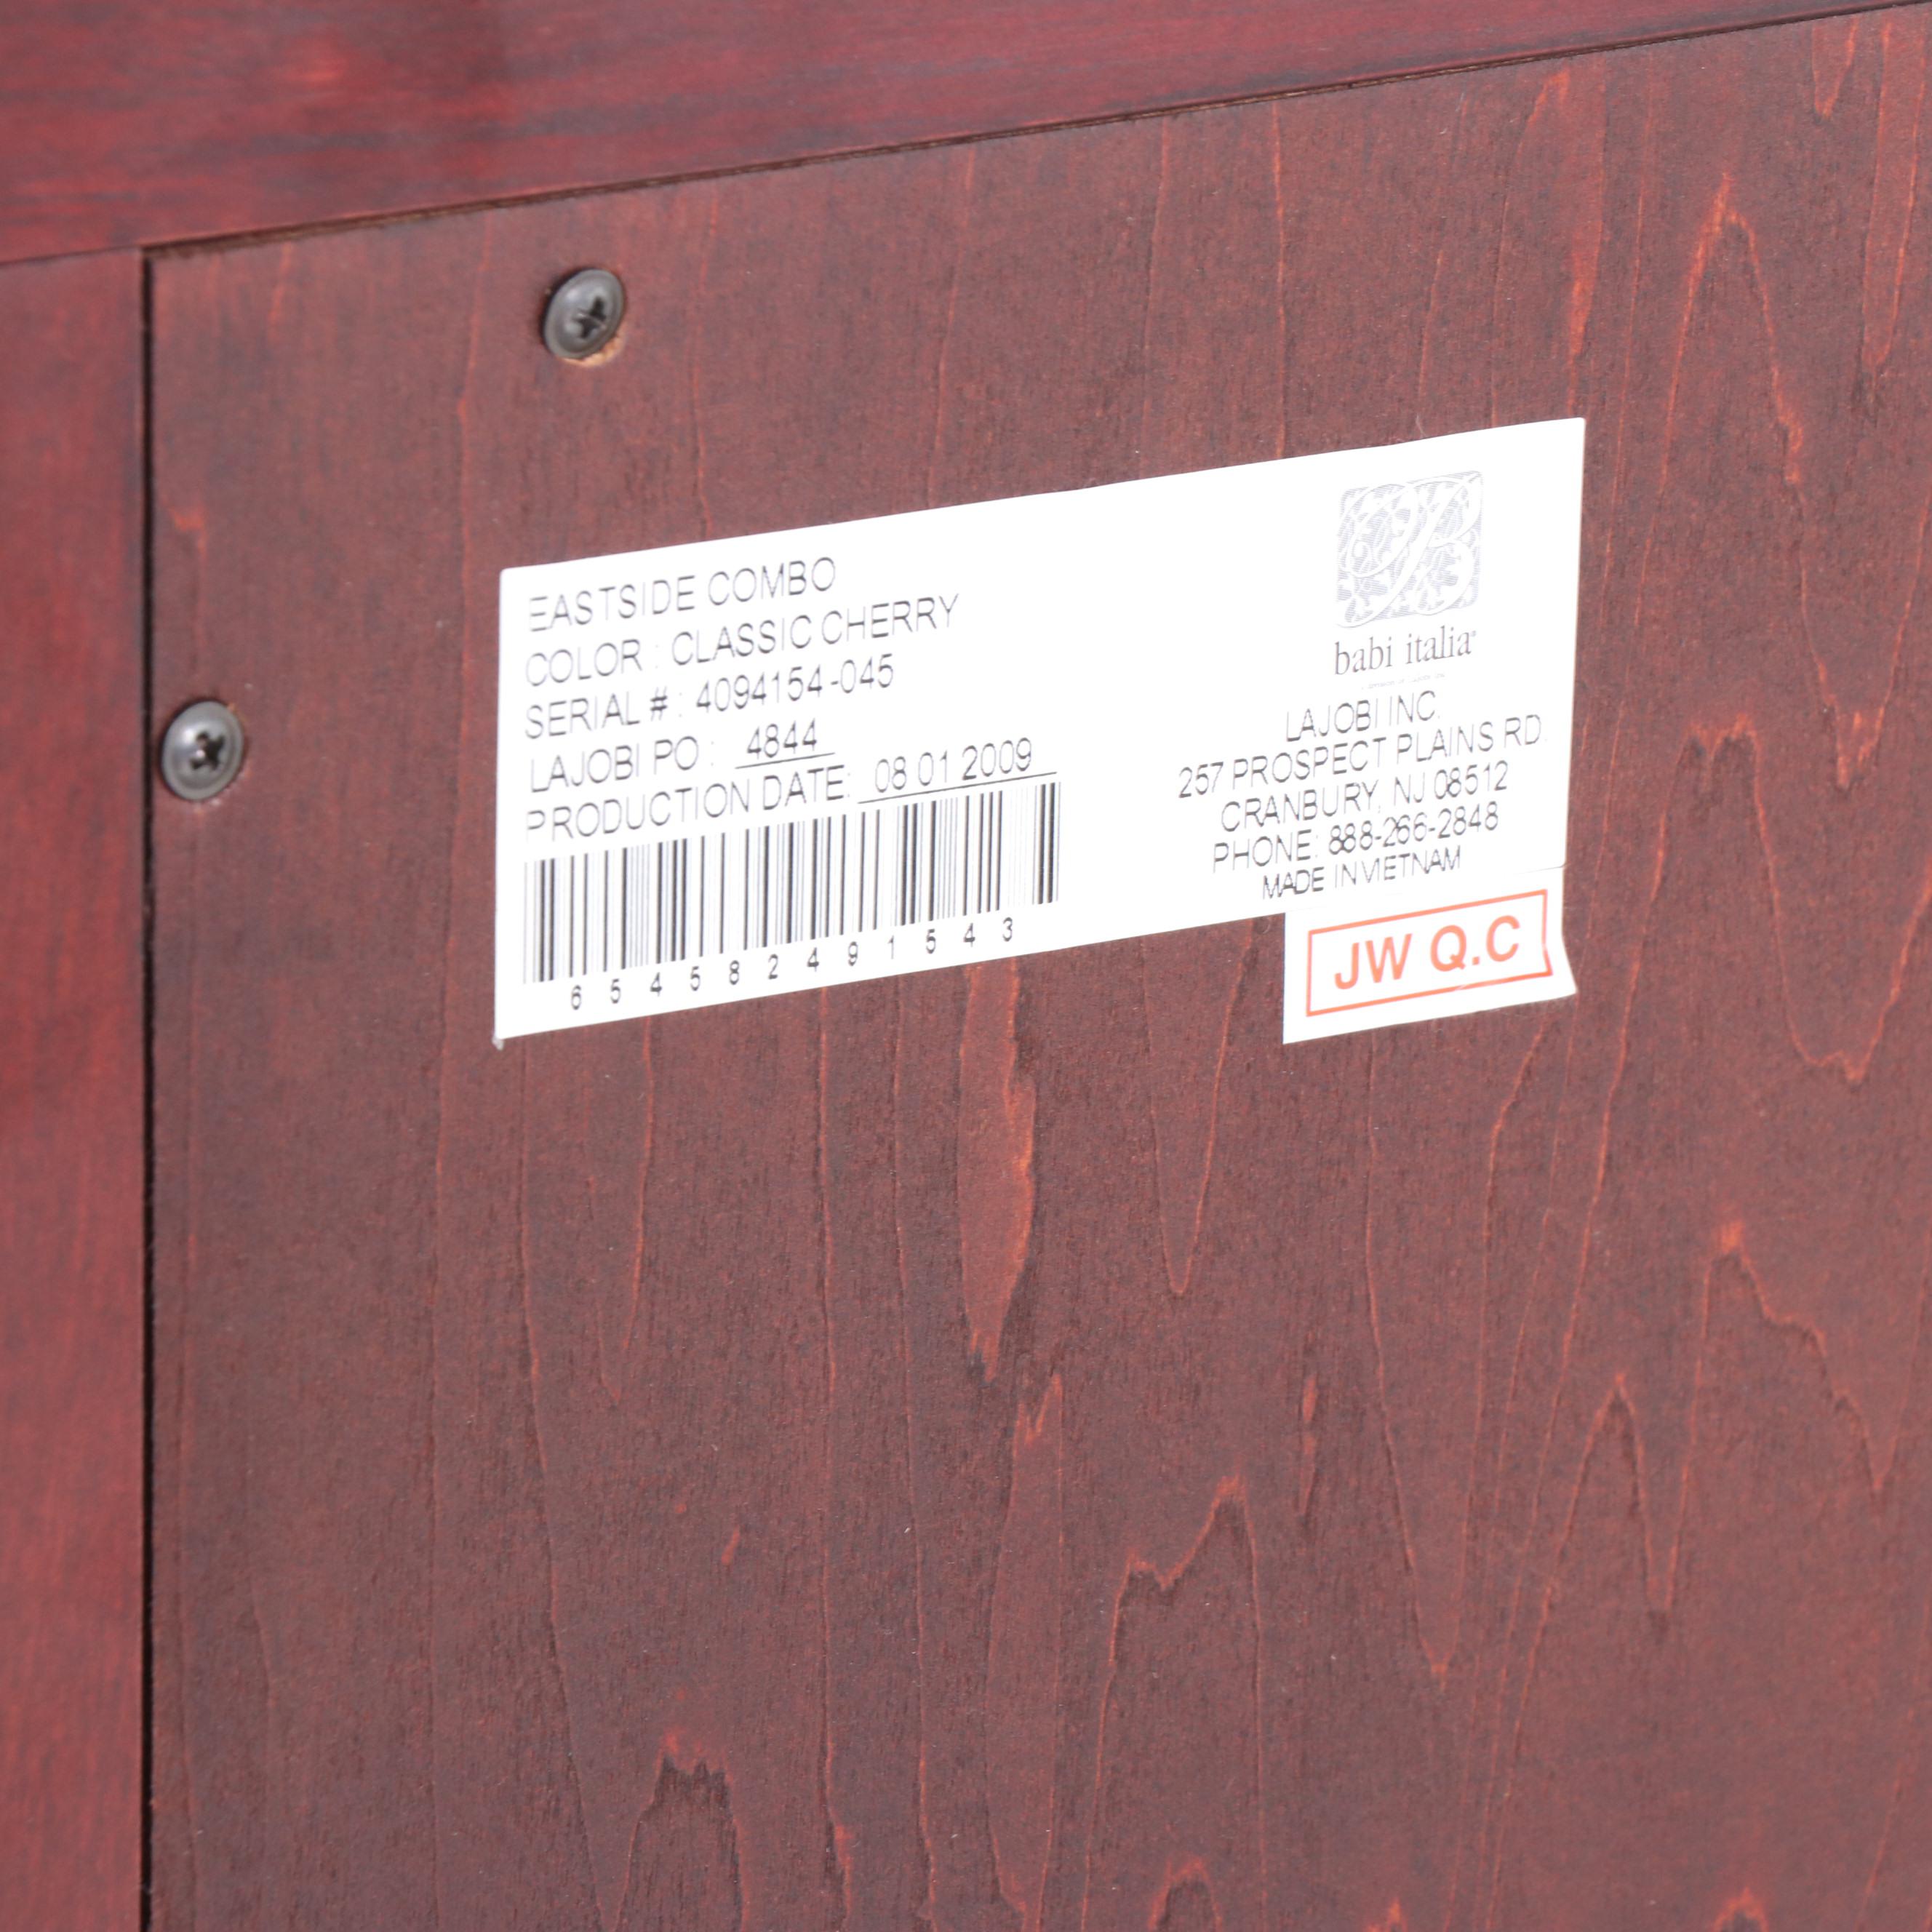 EASTSIDE COMBO
COLOR : CLASSIC CHERRY
SERIAL # : 4094154-045
LAJOBI PO : 4844
PRODUCTION DATE: 08 01 2009
6 5 4 5 8 2 4 9 1 5 4 3
B
babi italia®
LAJOBI INC.
257 PROSPECT PLAINS RD.
CRANBURY, NJ 08512
PHONE: 888-266-2848
MADE IN VIETNAM
JW Q.C